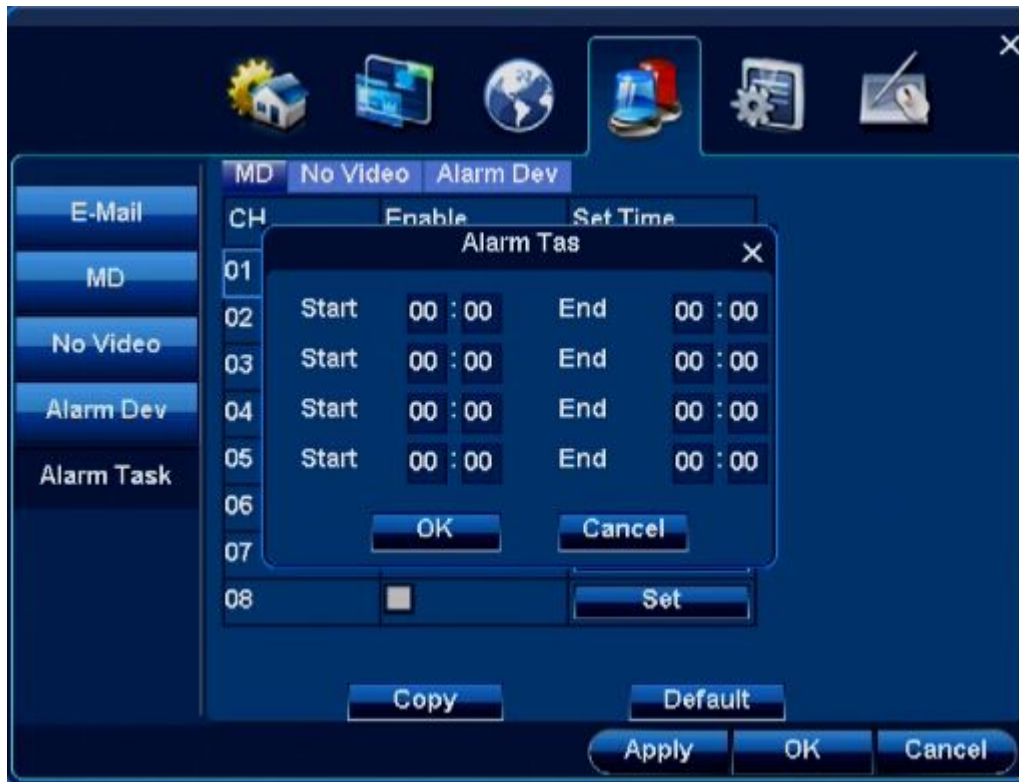 MD No Video Alarm Dev
E-Mail
MD
No Video
Alarm Dev
Alarm Task
CH Enable Set Time
Alarm Tas
01
02
03
04
05
06
07
08 Set
Start 00 : 00 End 00 : 00
Start 00 : 00 End 00 : 00
Start 00 : 00 End 00 : 00
Start 00 : 00 End 00 : 00
OK Cancel
Copy Default
Apply OK Cancel